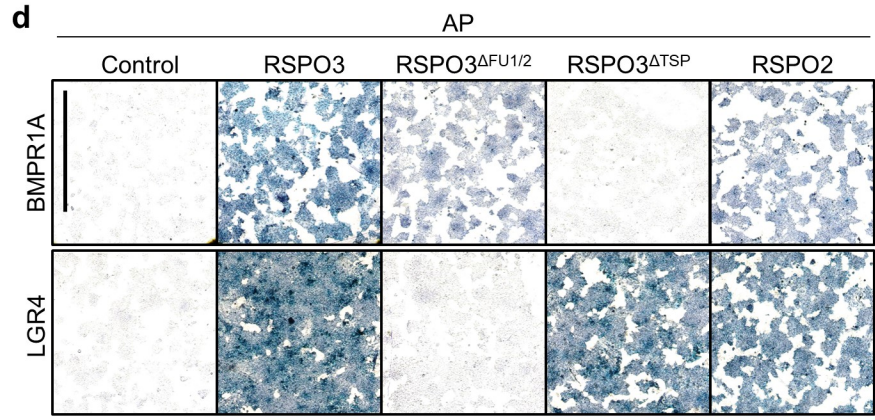 d
AP
Control RSPO3 RSPO3ΔFU1/2 RSPO3ΔTSP RSPO2
BMPR1A
LGR4